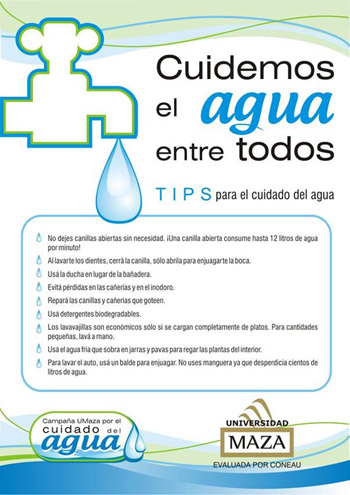 Cuidemos
el agua
entre todos
TIPS para el cuidado del agua
No dejes canillas abiertas sin necesidad. ¡Una canilla abierta consume hasta 12 litros de agua
por minuto!
Al lavarte los dientes, cerrá la canilla, sólo abrila para enjuagarte la boca.
Usá la ducha en lugar de la bañadera.
Evitá pérdidas en las cañerías y en el inodoro.
Repará las canillas y cañerías que goteen.
Usá detergentes biodegradables.
Los lavavajillas son económicos sólo si se cargan completamente de platos. Para cantidades
pequeñas, lavá a mano.
Usá el agua fría que sobra en jarras y pavas para regar las plantas del interior.
Para lavar el auto, usá un balde para enjuagar. No uses manguera ya que desperdicia cientos de
litros de agua.
Campaña UMaza por el
cuidado del
agua
UNIVERSIDAD
MAZA
EVALUADA POR CONEAU